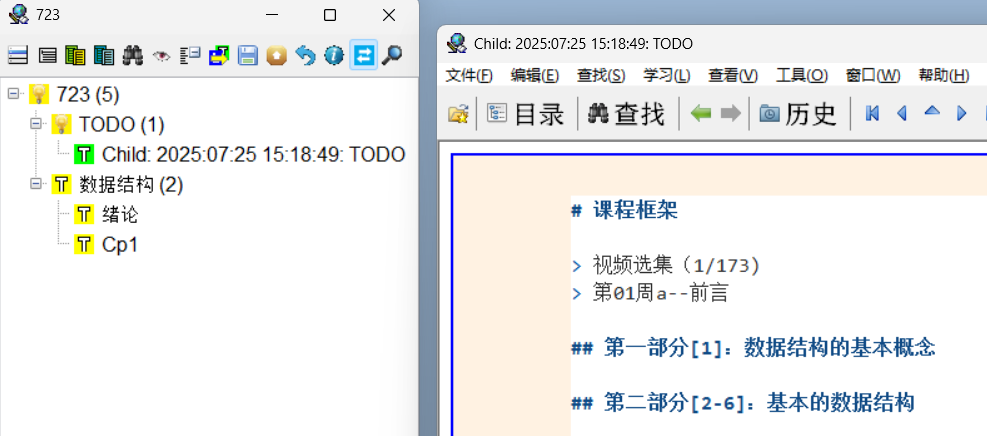 723
723 (5)
TODO (1)
Child: 2025:07:25 15:18:49: TODO
数据结构 (2)
绪论
Cp1
Child: 2025:07:25 15:18:49: TODO
文件(F) 编辑(E) 查找(S) 学习(L) 查看(V) 工具(O) 窗口(W) 帮助(H)
目录 查找 历史
# 课程框架
> 视频选集（1/173)
> 第01周a--前言
## 第一部分[1]：数据结构的基本概念
## 第二部分[2-6]：基本的数据结构